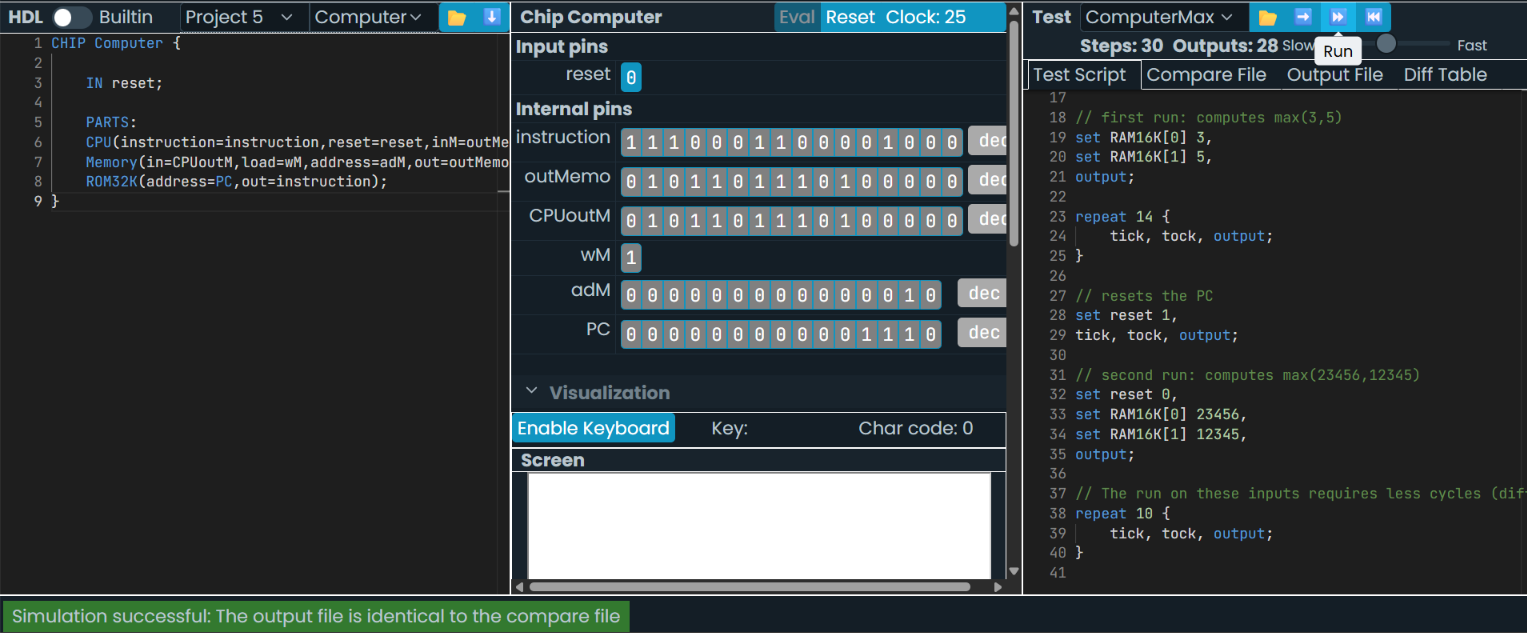 HDL Builtin Project 5 Computer
1 CHIP Computer {
2
3 IN reset;
4
5 PARTS:
6 CPU(instruction=instruction,reset=reset,inM=outMe
7 Memory(in=CPUoutM,load=wM,address=adM,out=outMemo
8 ROM32K(address=PC,out=instruction);
9 }
Chip Computer Eval Reset Clock: 25
Input pins
reset 0
Internal pins
instruction 1 1 1 0 0 0 1 1 0 0 0 0 1 0 0 0 dec
outMemo 0 1 0 1 1 0 1 1 1 0 1 0 0 0 0 0 dec
CPUoutM 0 1 0 1 1 0 1 1 1 0 1 0 0 0 0 0 dec
wM 1
adM 0 0 0 0 0 0 0 0 0 0 0 0 0 1 0 dec
PC 0 0 0 0 0 0 0 0 0 0 0 1 1 1 0 dec
Visualization
Enable Keyboard Key: Char code: 0
Screen
Test ComputerMax
Steps: 30 Outputs: 28 Slow Fast
Run
Test Script Compare File Output File Diff Table
17
18 // first run: computes max(3,5)
19 set RAM16K[0] 3,
20 set RAM16K[1] 5,
21 output;
22
23 repeat 14 {
24 tick, tock, output;
25 }
26
27 // resets the PC
28 set reset 1,
29 tick, tock, output;
30
31 // second run: computes max(23456,12345)
32 set reset 0,
33 set RAM16K[0] 23456,
34 set RAM16K[1] 12345,
35 output;
36
37 // The run on these inputs requires less cycles (dif
38 repeat 10 {
39 tick, tock, output;
40 }
41
Simulation successful: The output file is identical to the compare file